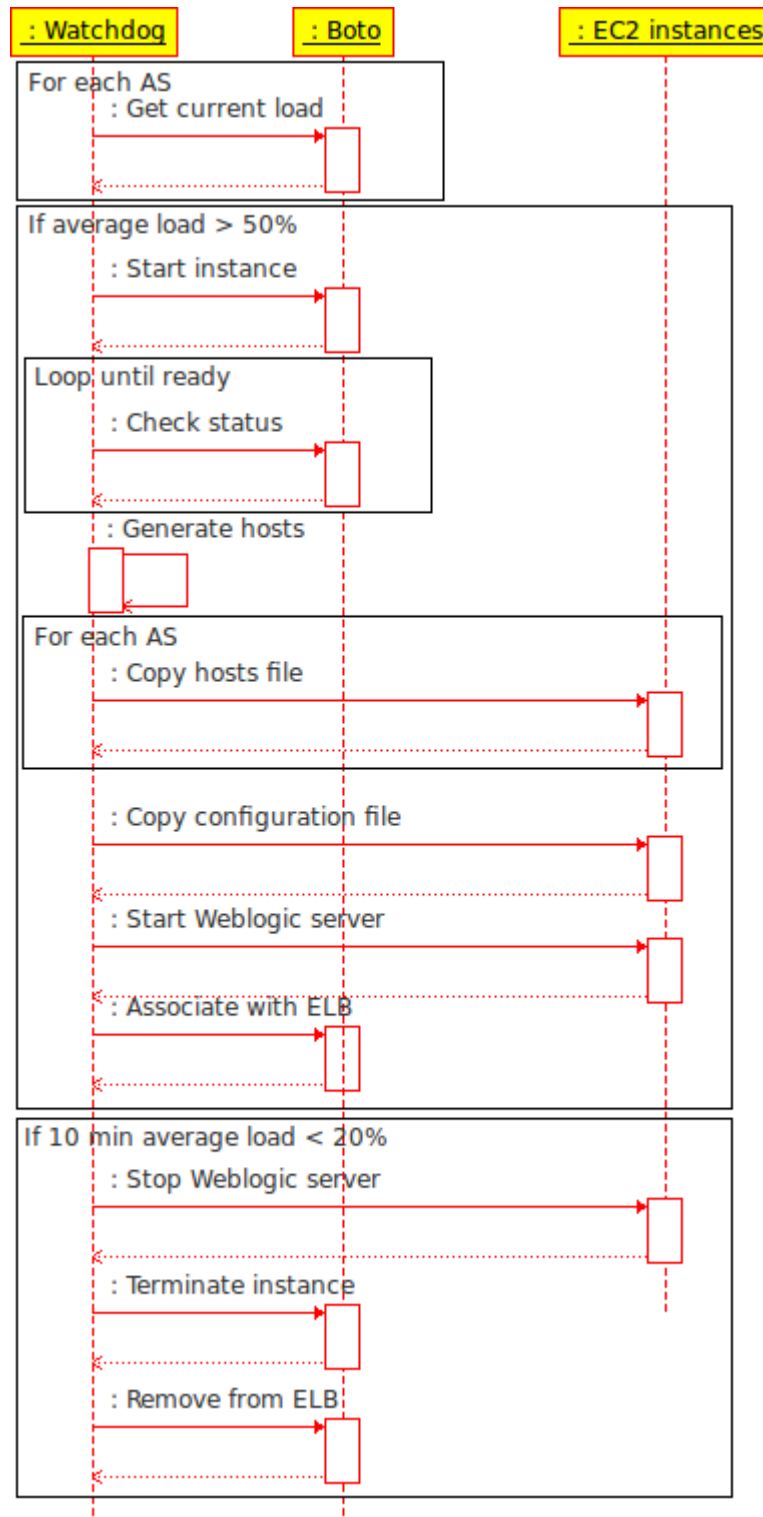 : Watchdog
: Boto
: EC2 instances
For each AS
: Get current load
If average load > 50%
: Start instance
Loop until ready
: Check status
: Generate hosts
For each AS
: Copy hosts file
: Copy configuration file
: Start Weblogic server
: Associate with ELB
If 10 min average load < 20%
: Stop Weblogic server
: Terminate instance
: Remove from ELB